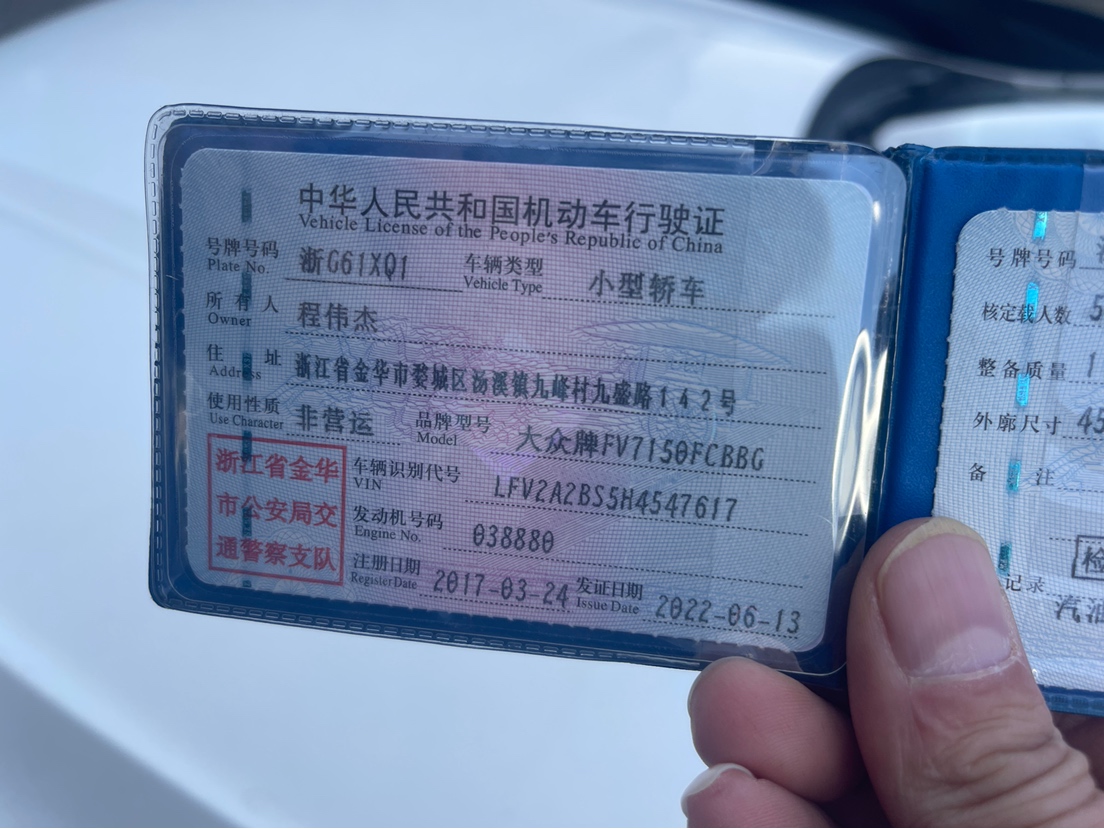 中华人民共和国机动车行驶证
Vehicle License of the People's Republic of China
号牌号码 浙G61XQ1 车辆类型 小型轿车
Plate No. Vehicle Type
所有人 程伟杰
Owner
住址 浙江省金华市婺城区汤溪镇九峰村九盛路142号
Address
使用性质 非营运 品牌型号 大众牌FV7150FCBBG
Use Character Model
浙江省金华
市公安局交
通警察支队
车辆识别代号 LFV2A2BS5H4547617
VIN
发动机号码 038880
Engine No.
注册日期 2017-03-24 发证日期 2022-06-13
Register Date Issue Date
号牌号码
核定载人数 5
整备质量 1
外廓尺寸 45
备注
检
记录
汽油